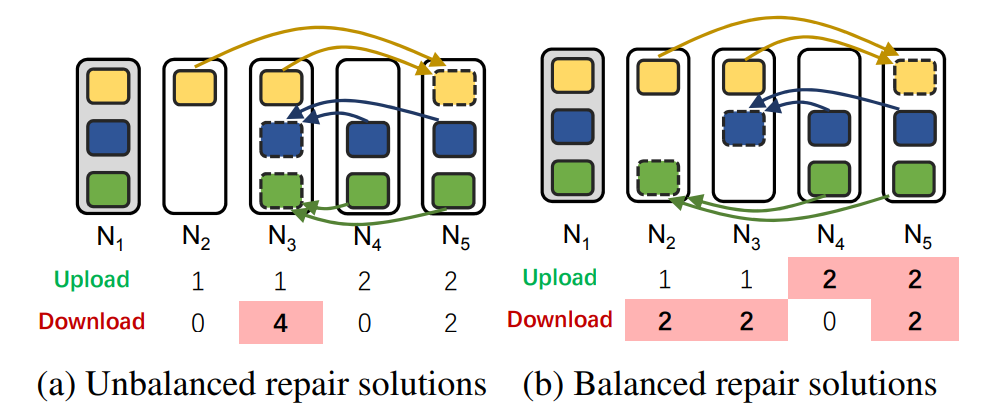 N1 N2 N3 N4 N5
Upload 1 1 2 2
Download 0 4 0 2
(a) Unbalanced repair solutions
N1 N2 N3 N4 N5
Upload 1 1 2 2
Download 2 2 0 2
(b) Balanced repair solutions